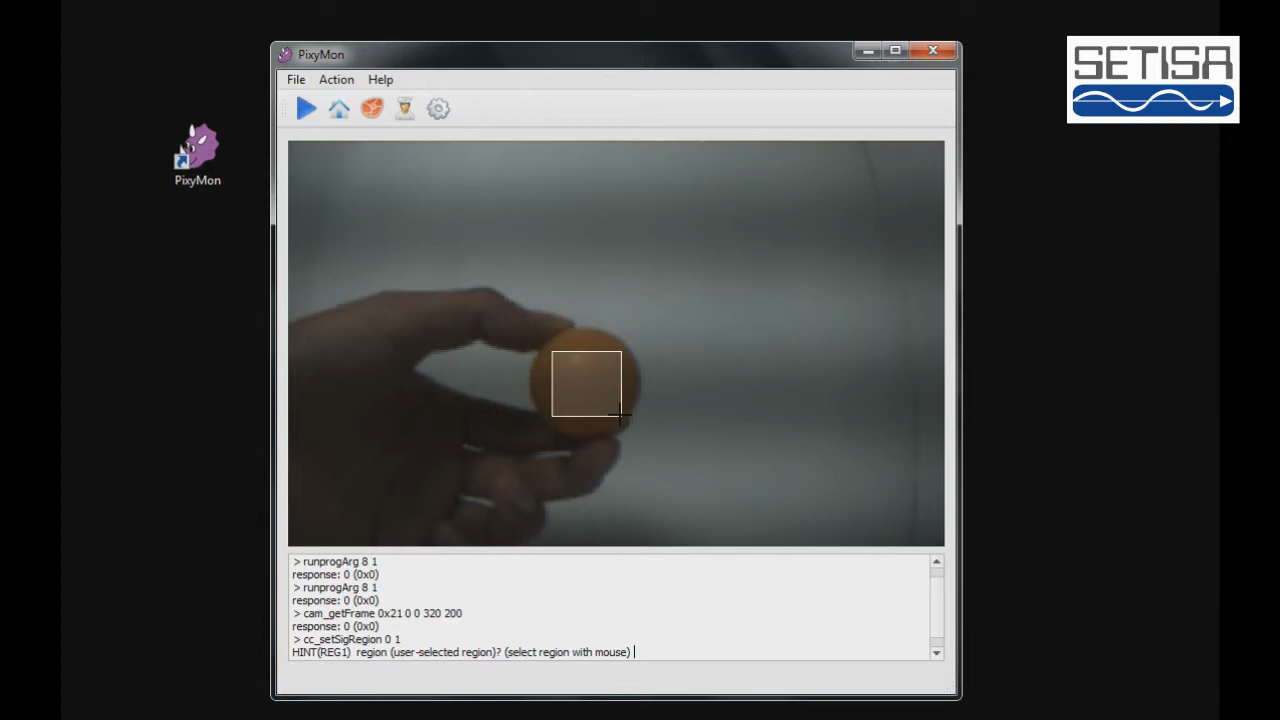 PixyMon
SETISA
File Action Help
PixyMon
> runprogArg 8 1
response: 0 (0x0)
> runprogArg 8 1
response: 0 (0x0)
> cam_getFrame 0x21 0 0 320 200
response: 0 (0x0)
> cc_setSigRegion 0 1
HINT(REG1) region (user-selected region)? (select region with mouse)